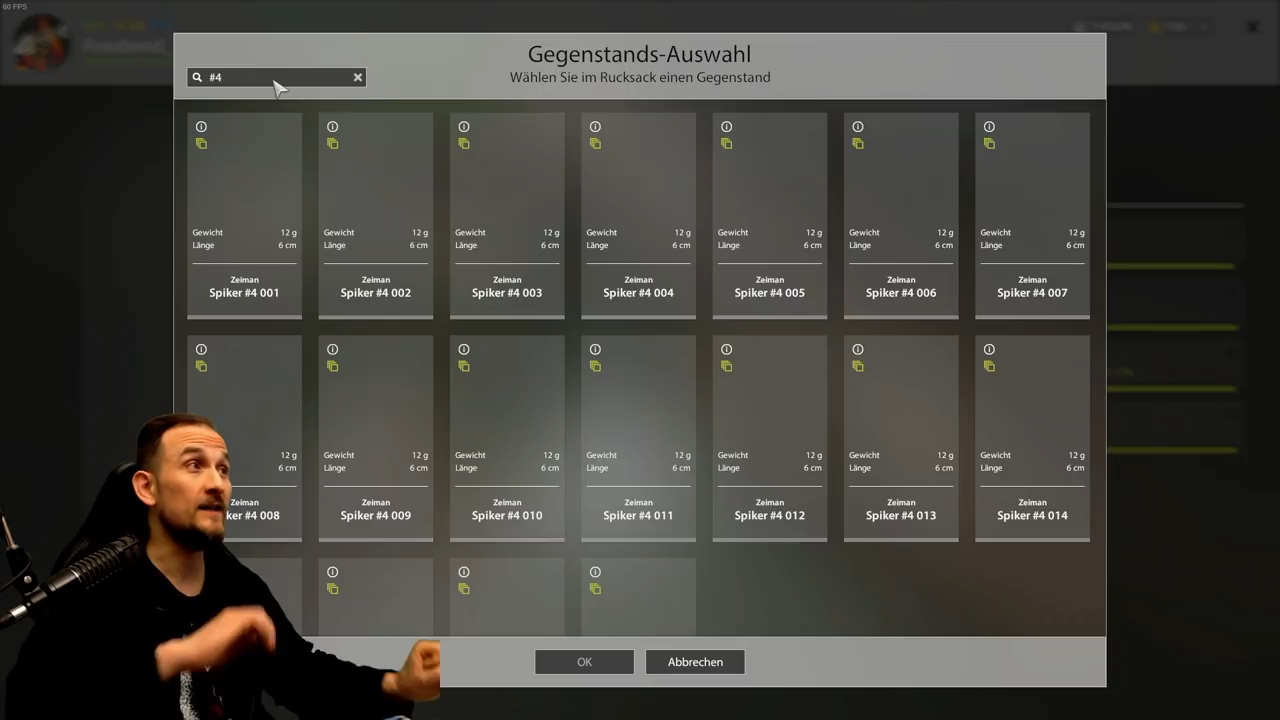 60 FPS
Gegenstands-Auswahl
Wählen Sie im Rucksack einen Gegenstand
#4
Gewicht 12 g
Länge 6 cm
Zeiman
Spiker #4 001
Gewicht 12 g
Länge 6 cm
Zeiman
Spiker #4 002
Gewicht 12 g
Länge 6 cm
Zeiman
Spiker #4 003
Gewicht 12 g
Länge 6 cm
Zeiman
Spiker #4 004
Gewicht 12 g
Länge 6 cm
Zeiman
Spiker #4 005
Gewicht 12 g
Länge 6 cm
Zeiman
Spiker #4 006
Gewicht 12 g
Länge 6 cm
Zeiman
Spiker #4 007
12 g
6 cm
Zeiman
ker #4 008
Gewicht 12 g
Länge 6 cm
Zeiman
Spiker #4 009
Gewicht 12 g
Länge 6 cm
Zeiman
Spiker #4 010
Gewicht 12 g
Länge 6 cm
Zeiman
Spiker #4 011
Gewicht 12 g
Länge 6 cm
Zeiman
Spiker #4 012
Gewicht 12 g
Länge 6 cm
Zeiman
Spiker #4 013
Gewicht 12 g
Länge 6 cm
Zeiman
Spiker #4 014
OK
Abbrechen